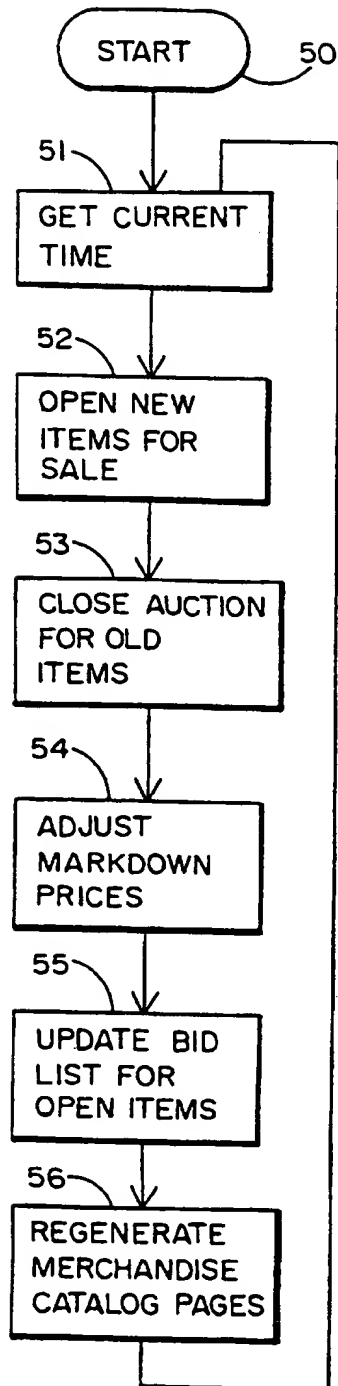 START
50
51
GET CURRENT
TIME
52
OPEN NEW
ITEMS FOR
SALE
53
CLOSE AUCTION
FOR OLD
ITEMS
54
ADJUST
MARKDOWN
PRICES
55
UPDATE BID
LIST FOR
OPEN ITEMS
56
REGENERATE
MERCHANDISE
CATALOG PAGES